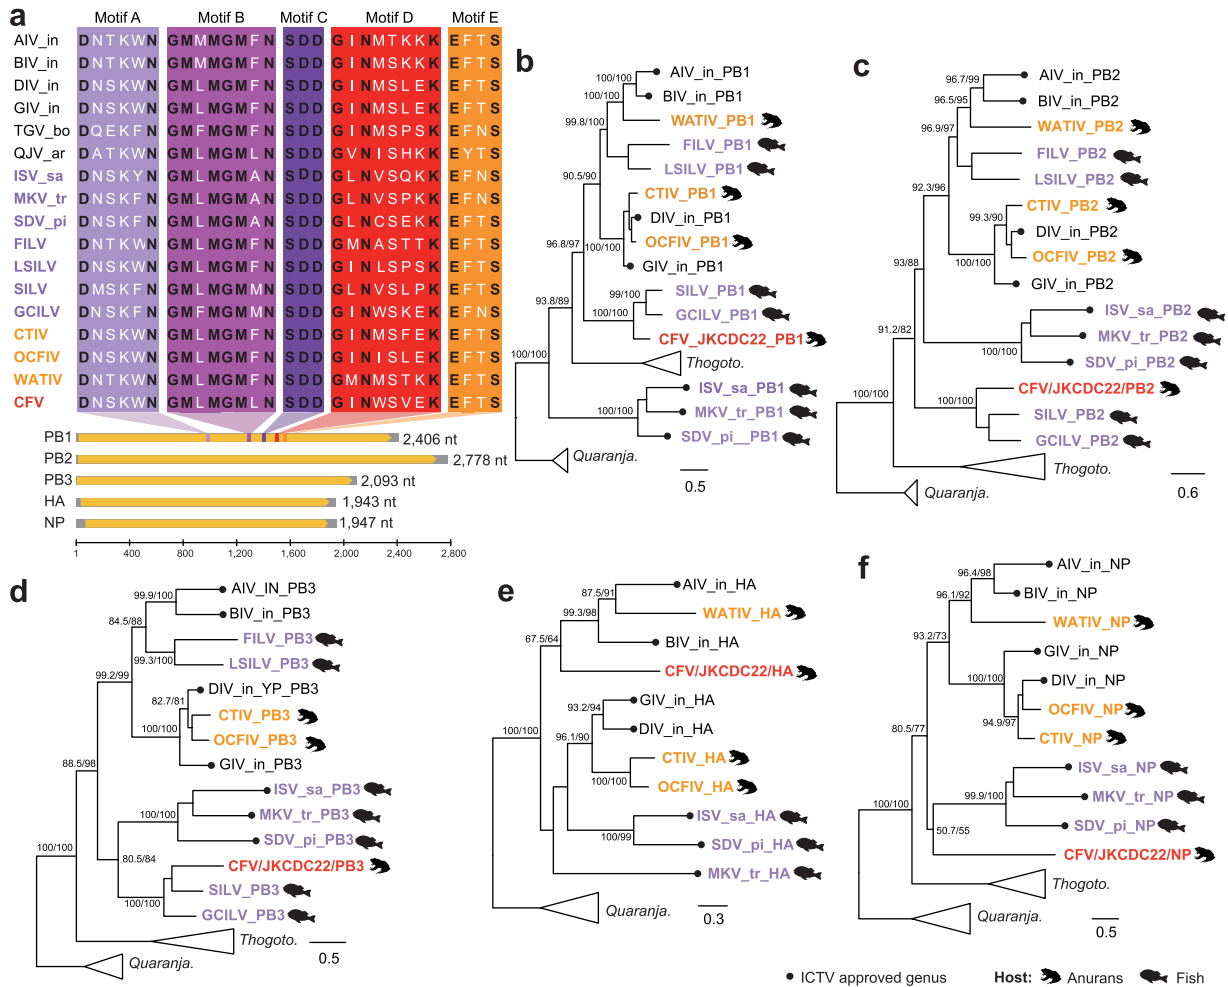 a
Motif A Motif B Motif C Motif D Motif E
AIV_in DNTKWN GMMMGMFN SDD GINMTKKK EFTS
BIV_in DNTKWN GMMMGMFN SDD GINMSKKK EFTS
DIV_in DNSKWN GMLMGMFN SDD GINMSLEK EFTS
GIV_in DNSKWN GMLMGMFN SDD GINMSLEK EFTS
TGV_bo DQEKFN GMFMGMFN SDD GINMSPSK EFNS
QJV_ar DATKWN GMLMGMLN SDD GVNISHKK EYTS
ISV_sa DNSKYN GMLMGMAN SDD GLNVSQKK EFNS
MKV_tr DNSKFN GMLMGMAN SDD GLNVSPKK EFNS
SDV_pi DNSKFN GMLMGMAN SDD GLNCSEKK EFTS
FILV DNTKWN GMLMGMFN SDD GMNASTTK EFTS
LSILV DNSKWN GMLMGMFN SDD GINLSPSK EFTS
SILV DMSKFN GMLMGMMN SDD GINVSLEK EFTS
GCILV DNSKFN GMFMGMMN SDD GINWSKEK EFNS
CTIV DNSKWN GMLMGMFN SDD GINMSFEK EFTS
OCFIV DNSKWN GMLMGMFN SDD GINISLEK EFTS
WATIV DNTKWN GMLMGMFN SDD GMNMSTKK EFTS
CFV DNTKWN GMLMGMLN SDD GINWSVEK EFTS
PB1 2,406 nt
PB2 2,778 nt
PB3 2,093 nt
HA 1,943 nt
NP 1,947 nt
1 400 800 1,200 1,600 2,000 2,400 2,800
b
AIV_in_PB1
100/100
BIV_in_PB1
100/100
WATIV_PB1
99.8/100
FILV_PB1
LSILV_PB1
90.5/90
CTIV_PB1
DIV_in_PB1
OCFIV_PB1
96.8/97
100/100
GIV_in_PB1
SILV_PB1
99/100
93.8/89
GCILV_PB1
100/100
CFV_JKCDC22_PB1
100/100
Thogoto.
ISV_sa_PB1
MKV_tr_PB1
100/100
SDV_pi__PB1
Quaranja.
0.5
c
AIV_in_PB2
96.7/99
BIV_in_PB2
96.5/95
WATIV_PB2
96.9/97
FILV_PB2
LSILV_PB2
92.3/96
CTIV_PB2
99.3/90
DIV_in_PB2
OCFIV_PB2
93/88
100/100
GIV_in_PB2
ISV_sa_PB2
91.2/82
MKV_tr_PB2
100/100
SDV_pi_PB2
CFV/JKCDC22/PB2
100/100
SILV_PB2
100/100
GCILV_PB2
Thogoto.
Quaranja.
0.6
d
AIV_IN_PB3
99.9/100
BIV_in_PB3
84.5/88
FILV_PB3
99.3/100
LSILV_PB3
99.2/99
DIV_in_YP_PB3
82.7/81
CTIV_PB3
100/100
OCFIV_PB3
GIV_in_PB3
88.5/98
ISV_sa_PB3
100/100
MKV_tr_PB3
SDV_pi_PB3
100/100
80.5/84
CFV/JKCDC22/PB3
SILV_PB3
100/100
GCILV_PB3
Thogoto.
Quaranja.
0.5
e
AIV_in_HA
87.5/91
WATIV_HA
99.3/98
67.5/64
BIV_in_HA
CFV/JKCDC22/HA
GIV_in_HA
93.2/94
100/100
DIV_in_HA
96.1/90
CTIV_HA
100/100
OCFIV_HA
ISV_sa_HA
100/99
SDV_pi_HA
MKV_tr_HA
Quaranja.
0.3
f
AIV_in_NP
96.4/98
BIV_in_NP
96.1/92
WATIV_NP
93.2/73
GIV_in_NP
100/100
DIV_in_NP
OCFIV_NP
94.9/97
CTIV_NP
80.5/77
ISV_sa_NP
99.9/100
MKV_tr_NP
100/100
SDV_pi_NP
50.7/55
CFV/JKCDC22/NP
Thogoto.
Quaranja.
0.5
ICTV approved genus Host: Anurans Fish